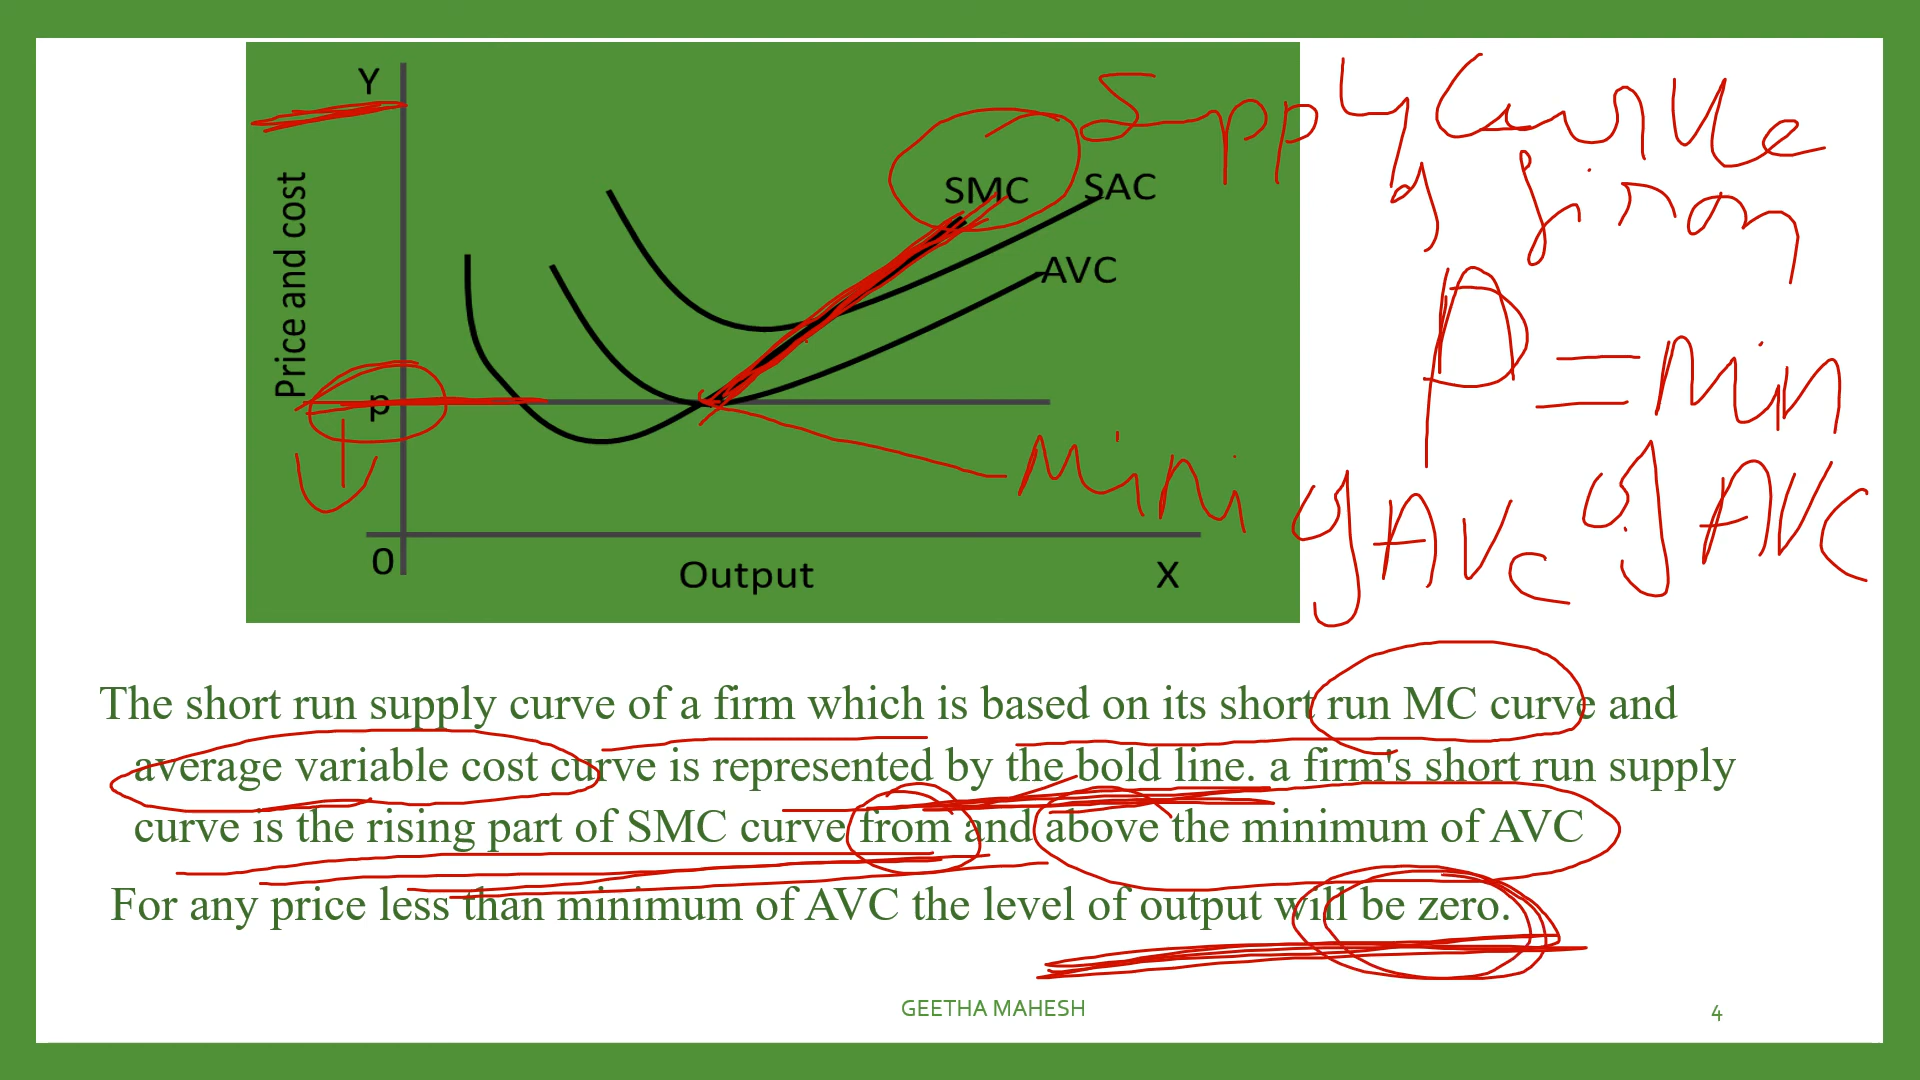 Y
Supply Curve
of firm
SMC
SAC
AVC
Price and cost
P = Min
of AVC
p
Mini of AVC
0
Output
X
The short run supply curve of a firm which is based on its short run MC curve and
average variable cost curve is represented by the bold line. a firm's short run supply
curve is the rising part of SMC curve from and above the minimum of AVC
For any price less than minimum of AVC the level of output will be zero.
GEETHA MAHESH
4